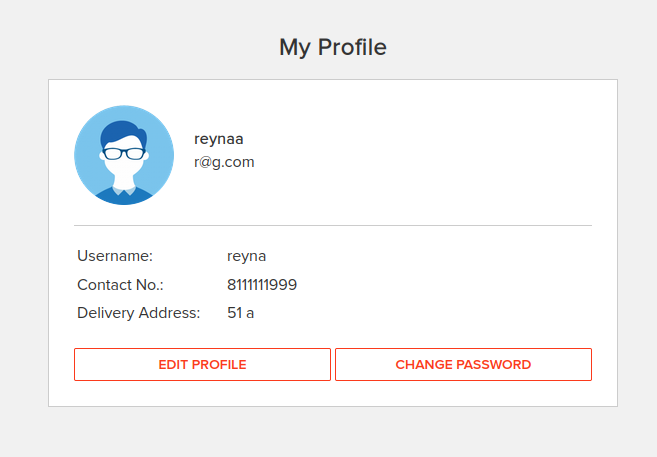 My Profile
reynaa
r@g.com
Username: reyna
Contact No.: 8111111999
Delivery Address: 51 a
EDIT PROFILE CHANGE PASSWORD